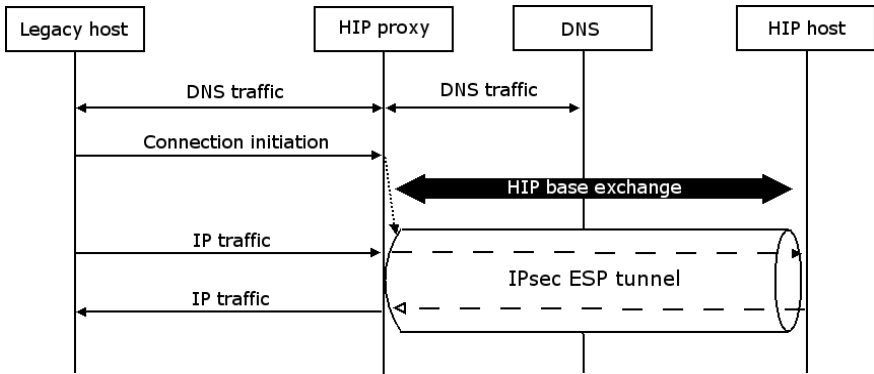 Legacy host
HIP proxy
DNS
HIP host
DNS traffic
DNS traffic
Connection initiation
HIP base exchange
IP traffic
IPsec ESP tunnel
IP traffic